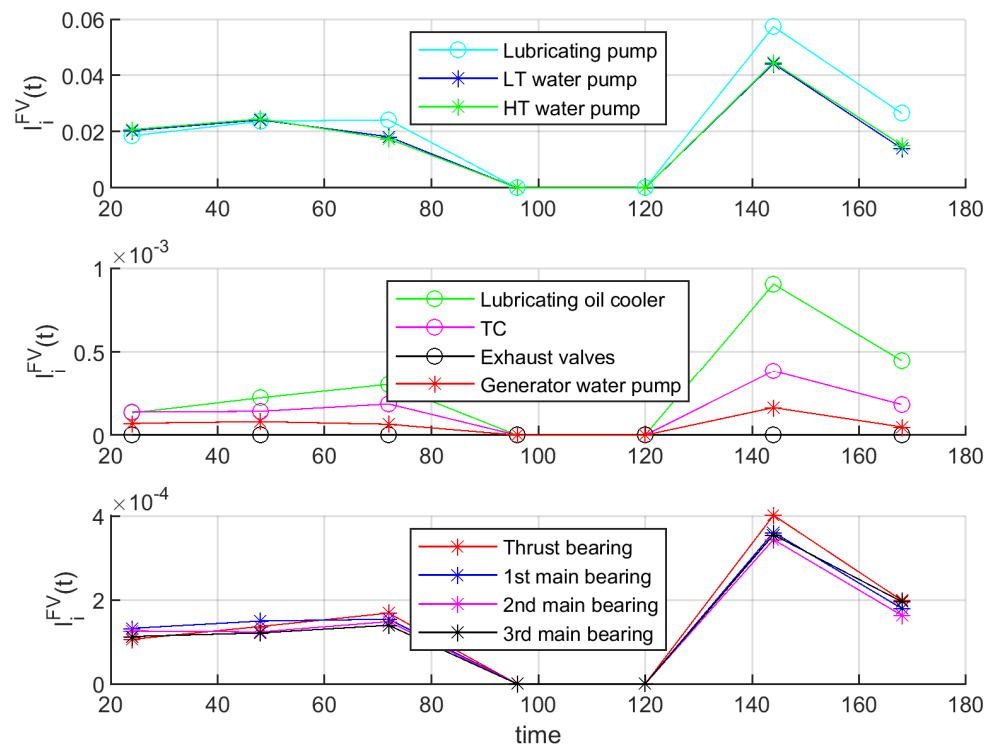 0.06
0.04
0.02
0
I_i^FV(t)
Lubricating pump
LT water pump
HT water pump
20 40 60 80 100 120 140 160 180
×10^-3
1
0.5
0
I_i^FV(t)
Lubricating oil cooler
TC
Exhaust valves
Generator water pump
20 40 60 80 100 120 140 160 180
×10^-4
4
2
0
I_i^FV(t)
Thrust bearing
1st main bearing
2nd main bearing
3rd main bearing
20 40 60 80 100 120 140 160 180
time